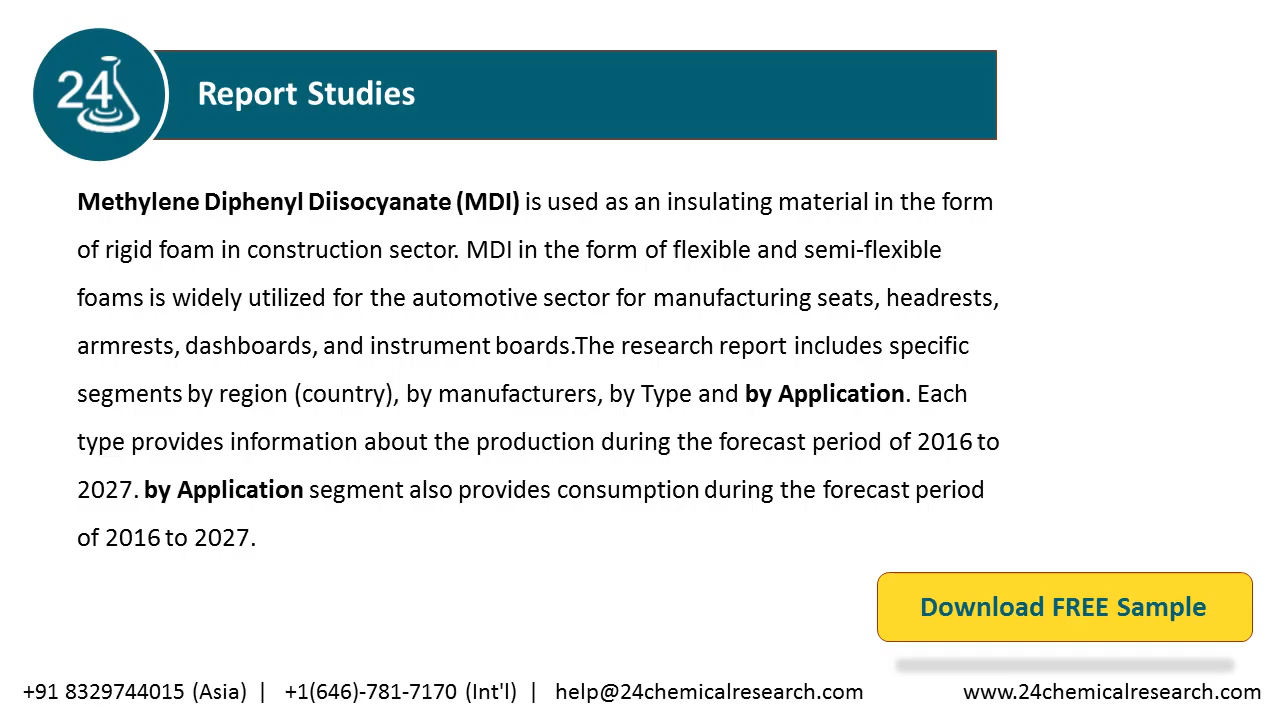 24
Report Studies
Methylene Diphenyl Diisocyanate (MDI) is used as an insulating material in the form
of rigid foam in construction sector. MDI in the form of flexible and semi-flexible
foams is widely utilized for the automotive sector for manufacturing seats, headrests,
armrests, dashboards, and instrument boards.The research report includes specific
segments by region (country), by manufacturers, by Type and by Application. Each
type provides information about the production during the forecast period of 2016 to
2027. by Application segment also provides consumption during the forecast period
of 2016 to 2027.
Download FREE Sample
+91 8329744015 (Asia) | +1(646)-781-7170 (Int'l) | help@24chemicalresearch.com www.24chemicalresearch.com